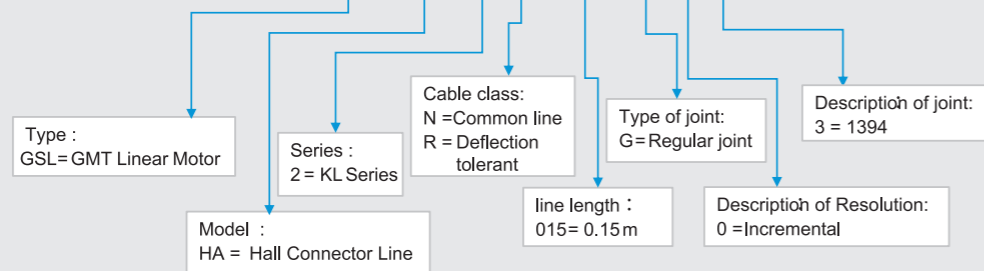 Type :
GSL= GMT Linear Motor
Model :
HA = Hall Connector Line
Series :
2 = KL Series
Cable class:
N =Common line
R = Deflection
tolerant
line length：
015= 0.15 m
Type of joint:
G=Regular joint
Description of Resolution:
0 =Incremental
Description of joint:
3 = 1394